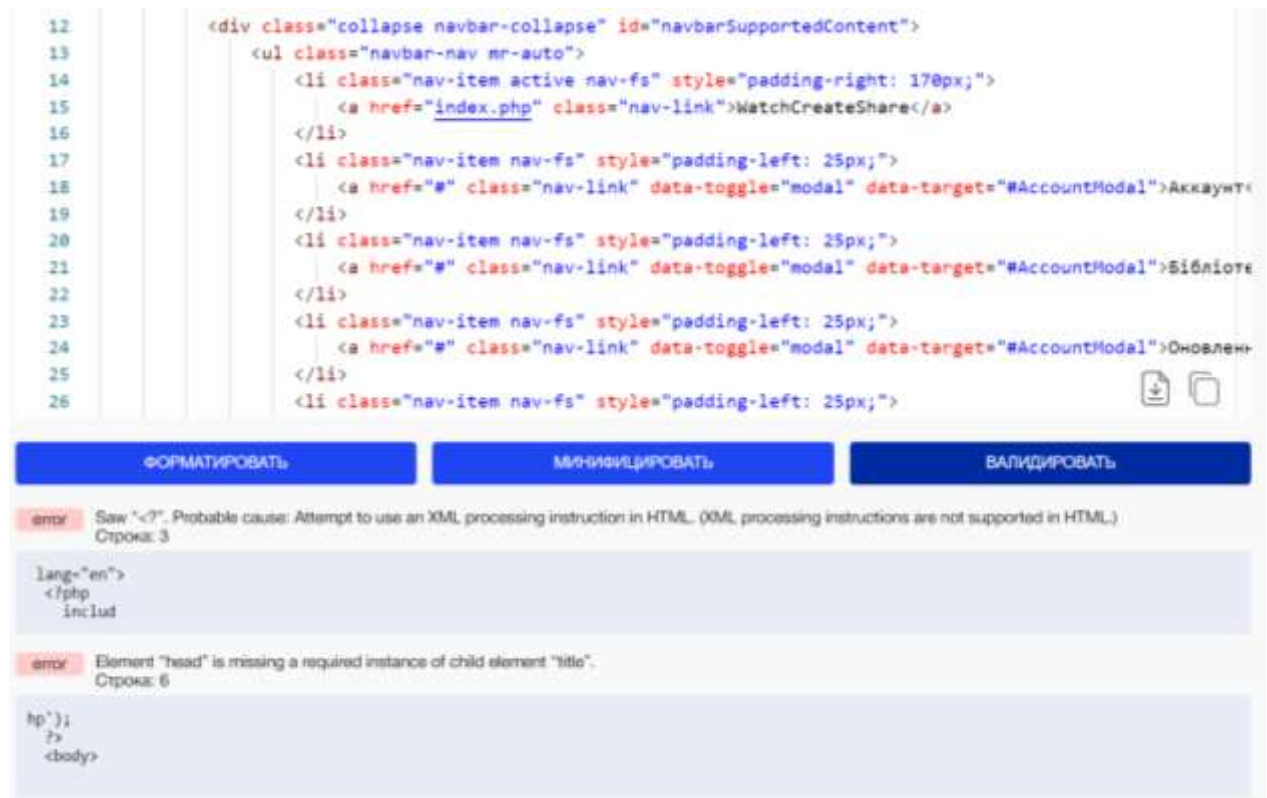 12 <div class="collapse navbar-collapse" id="navbarSupportedContent">
13 <ul class="navbar-nav mr-auto">
14 <li class="nav-item active nav-fs" style="padding-right: 170px;">
15 <a href="index.php" class="nav-link">WatchCreateShare</a>
16 </li>
17 <li class="nav-item nav-fs" style="padding-left: 25px;">
18 <a href="#" class="nav-link" data-toggle="modal" data-target="#AccountModal">Аккаунт<
19 </li>
20 <li class="nav-item nav-fs" style="padding-left: 25px;">
21 <a href="#" class="nav-link" data-toggle="modal" data-target="#AccountModal">Бібліоте
22 </li>
23 <li class="nav-item nav-fs" style="padding-left: 25px;">
24 <a href="#" class="nav-link" data-toggle="modal" data-target="#AccountModal">Оновленн
25 </li>
26 <li class="nav-item nav-fs" style="padding-left: 25px;">
ФОРМАТИРОВАТЬ МИНИФИЦИРОВАТЬ ВАЛИДИРОВАТЬ
error Saw "<?". Probable cause: Attempt to use an XML processing instruction in HTML. (XML processing instructions are not supported in HTML.)
Строка: 3
lang="en">
<?php
includ
error Element "head" is missing a required instance of child element "title".
Строка: 6
hp');
?>
<body>